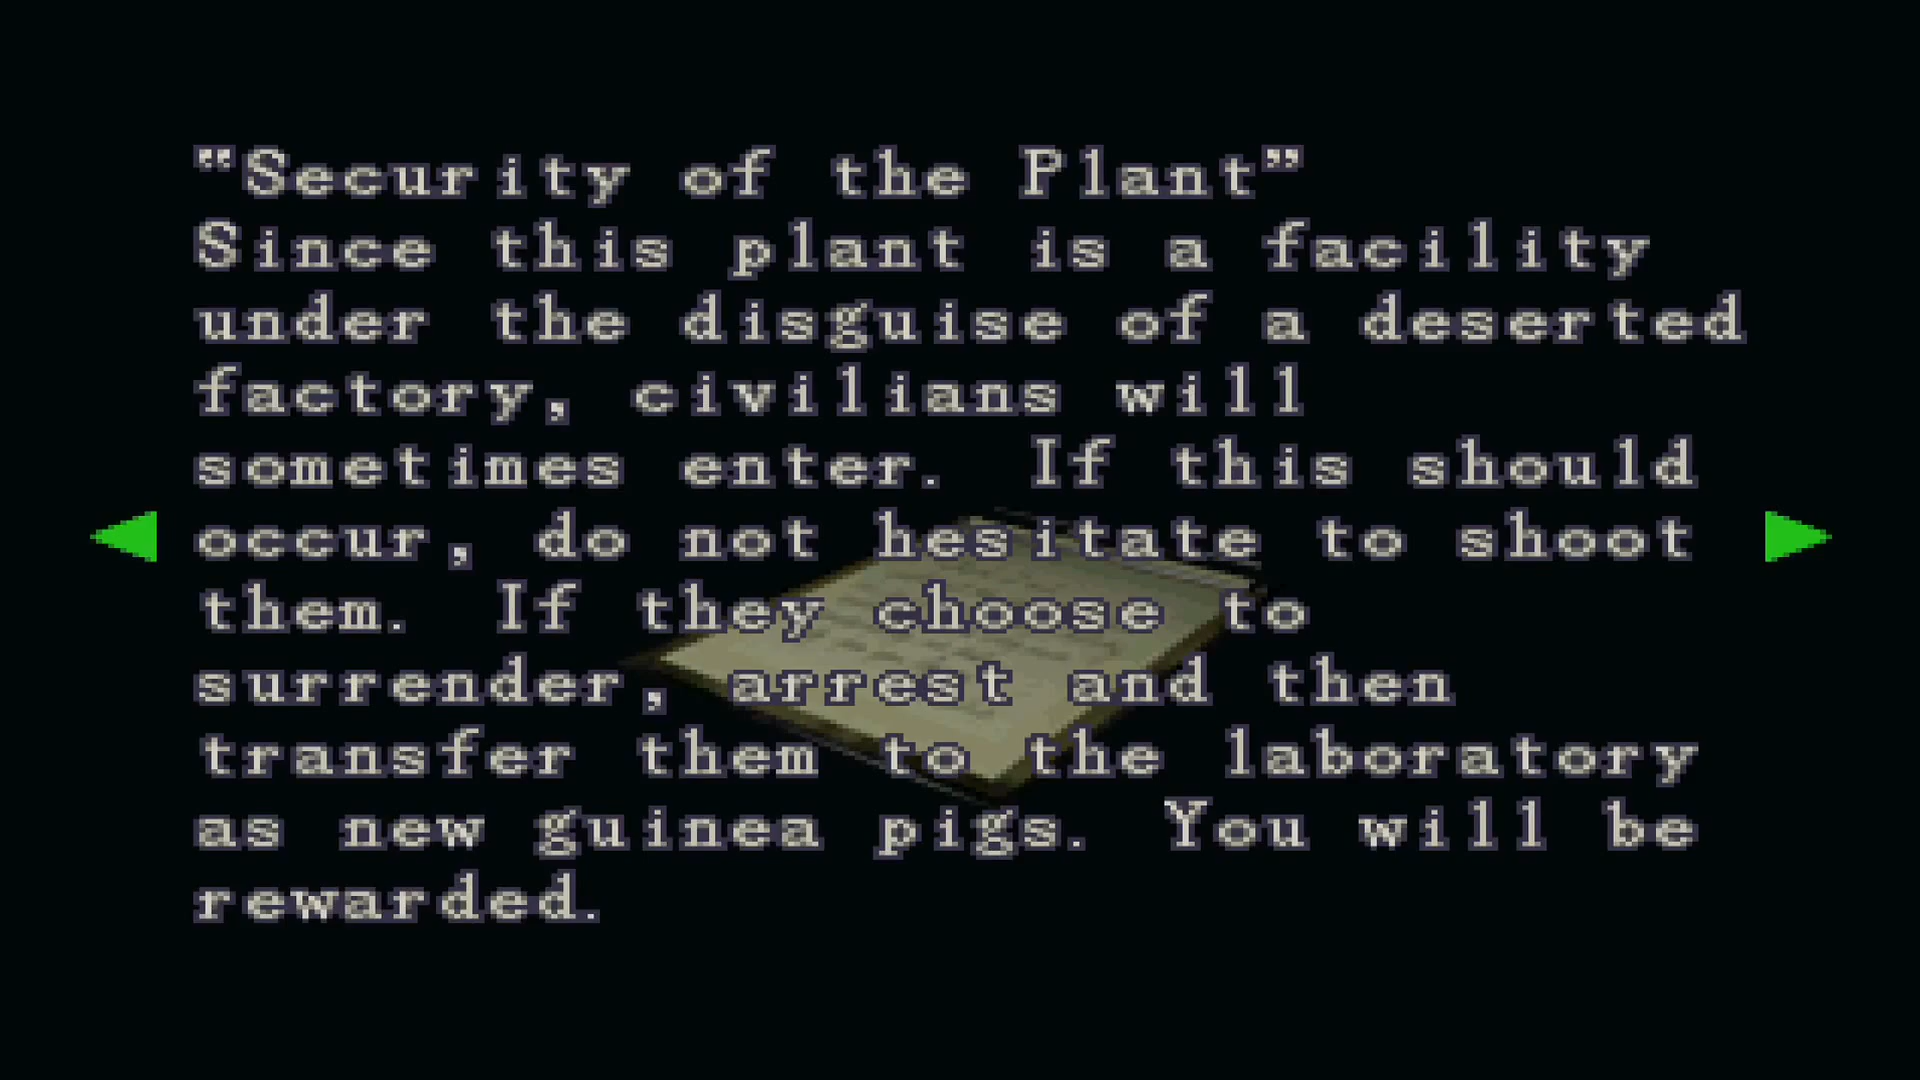 "Security of the Plant"
Since this plant is a facility
under the disguise of a deserted
factory, civilians will
sometimes enter. If this should
occur, do not hesitate to shoot
them. If they choose to
surrender, arrest and then
transfer them to the laboratory
as new guinea pigs. You will be
rewarded.